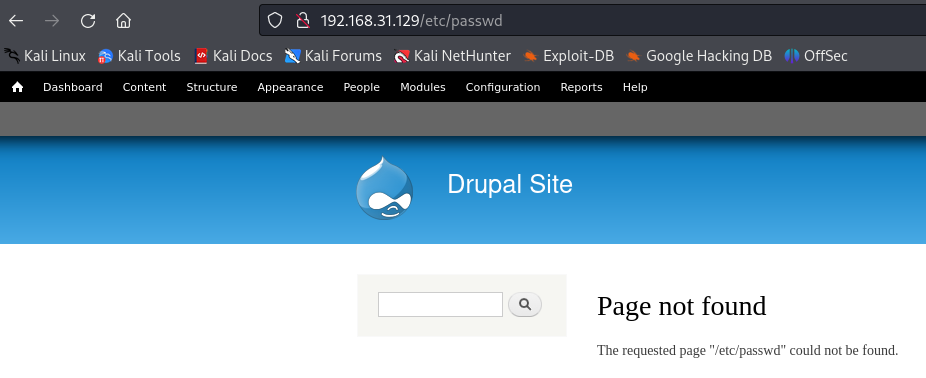 192.168.31.129/etc/passwd
Kali Linux Kali Tools Kali Docs Kali Forums Kali NetHunter Exploit-DB Google Hacking DB OffSec
Dashboard Content Structure Appearance People Modules Configuration Reports Help
Drupal Site
Page not found
The requested page "/etc/passwd" could not be found.